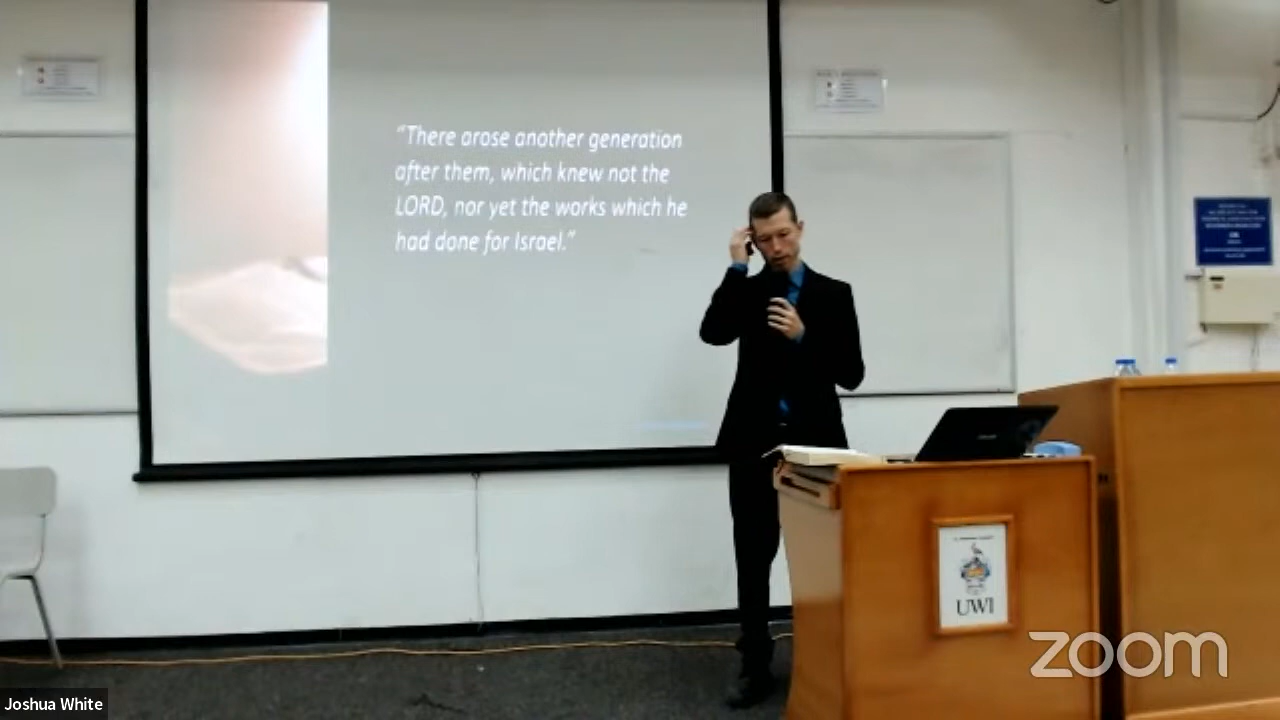 “There arose another generation
after them, which knew not the
LORD, nor yet the works which he
had done for Israel.”
UWI
zoom
Joshua White